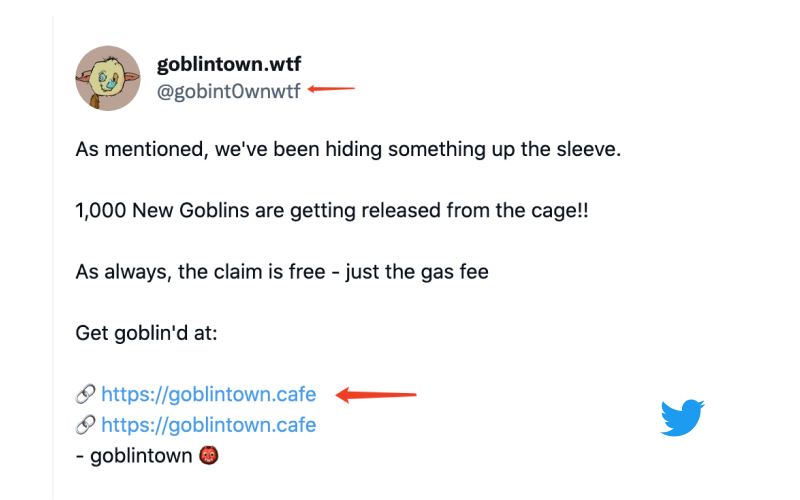 goblintown.wtf
@gobint0wnwtf
As mentioned, we've been hiding something up the sleeve.
1,000 New Goblins are getting released from the cage!!
As always, the claim is free - just the gas fee
Get goblin'd at:
🔗 https://goblintown.cafe
🔗 https://goblintown.cafe
- goblintown 👹